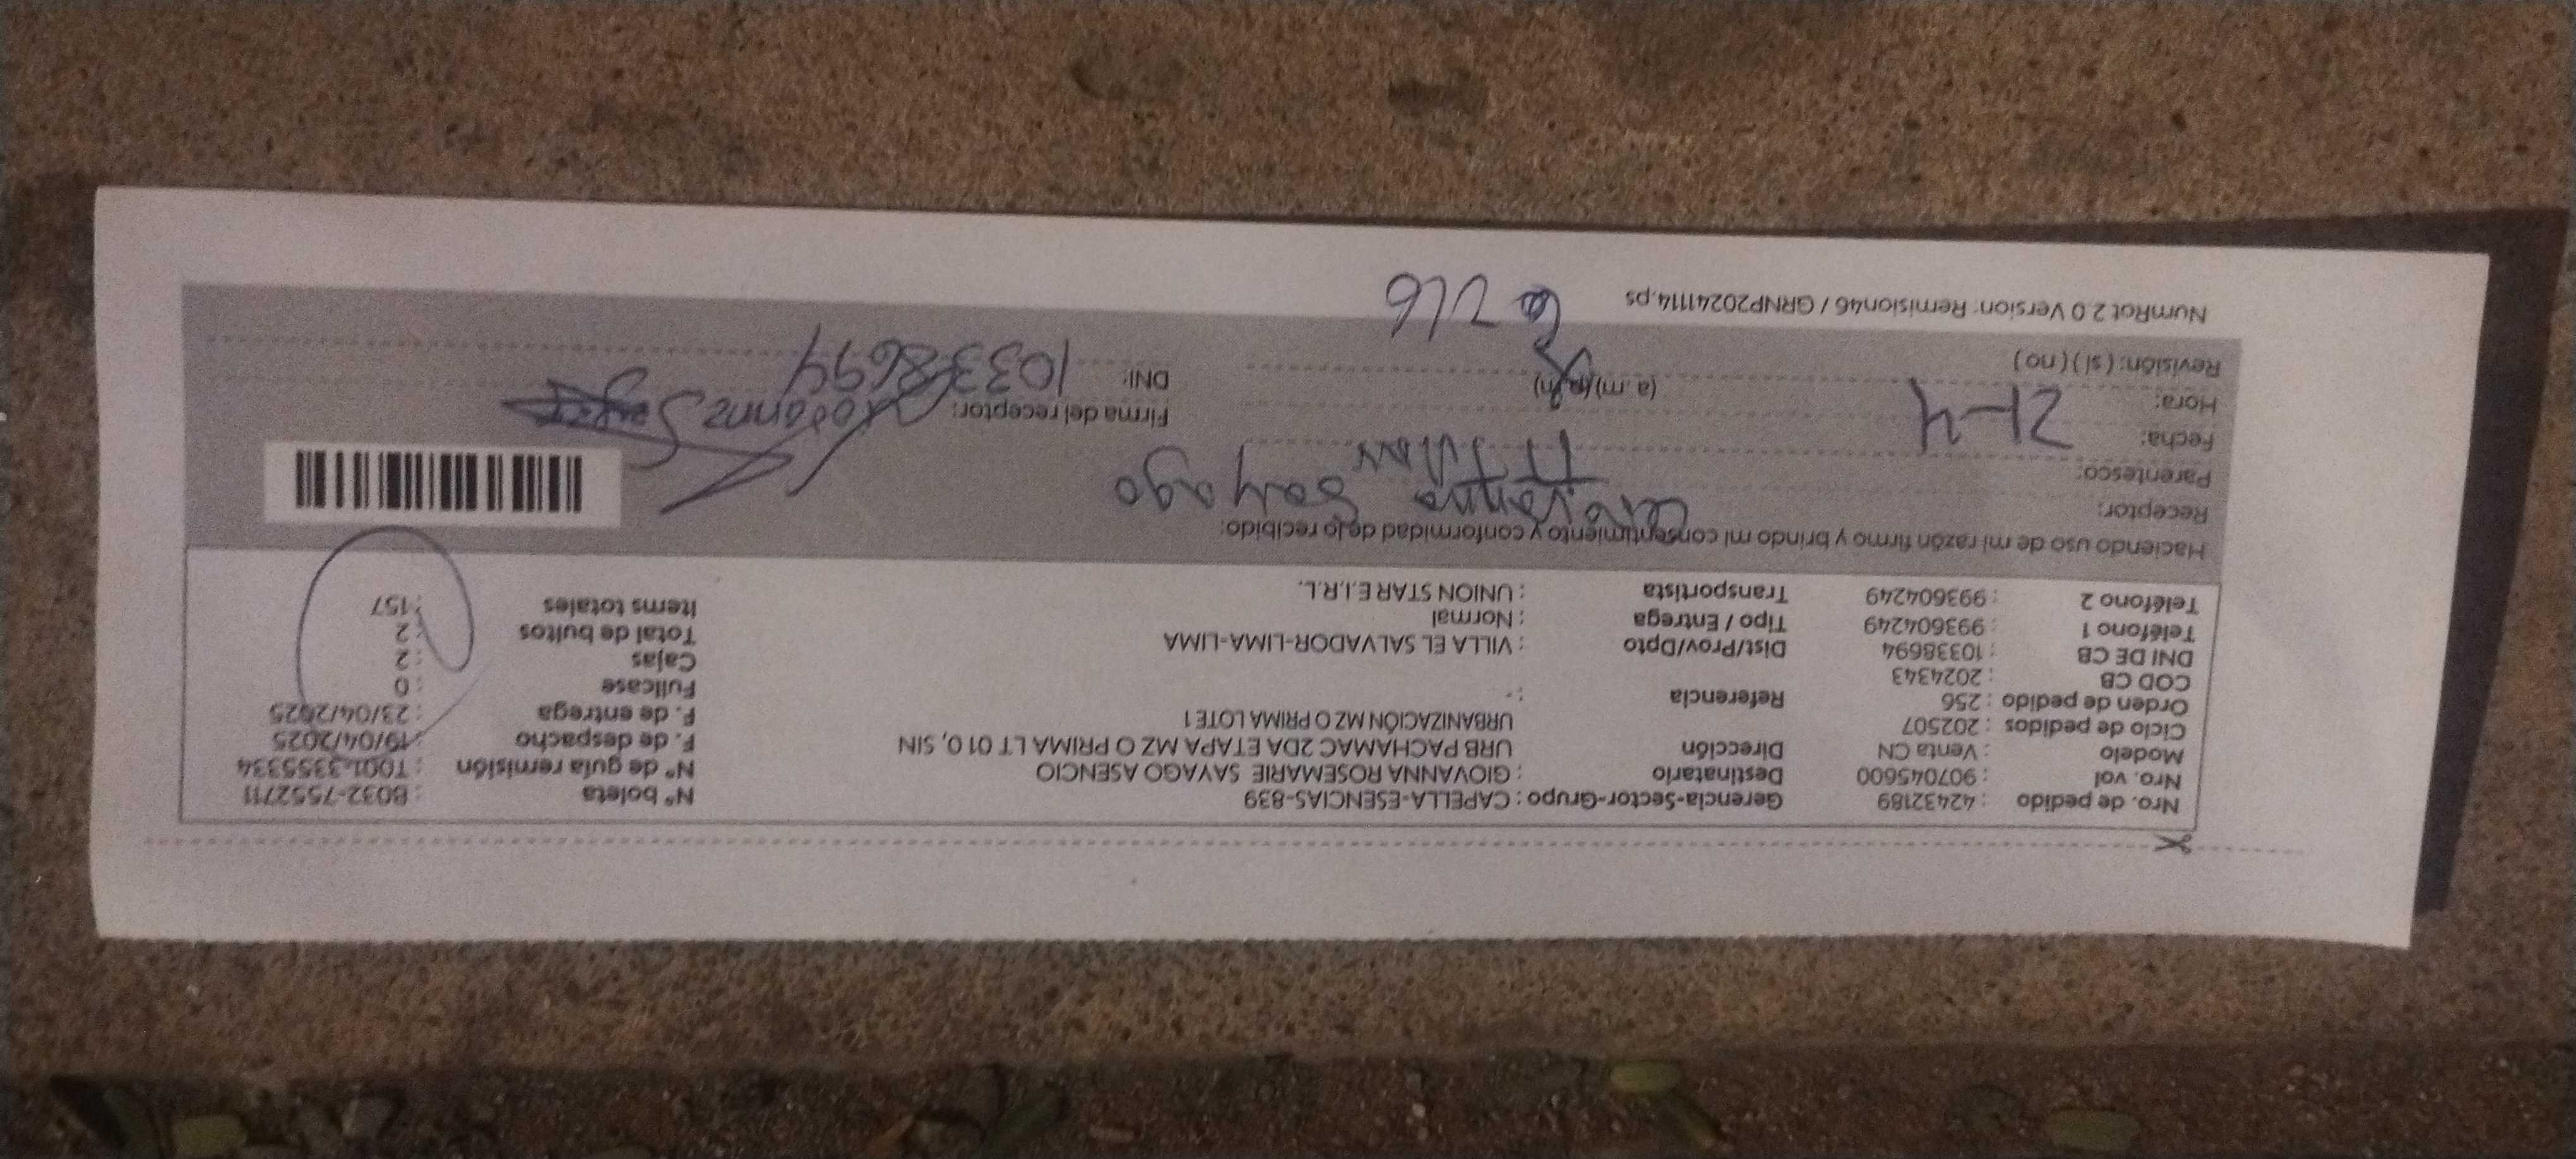 Nro. de pedido : 42432189 Gerencia-Sector-Grupo : CAPELLA-ESENCIAS-839 N° boleta : B032-7552711
Nro. vol : 907045600 Destinatario : GIOVANNA ROSEMARIE SAYAGO ASENCIO N° de guía remisión : T001-3355334
Modelo : Venta CN Dirección URB PACHAMAC 2DA ETAPA MZ O PRIMA LT 010, SIN F. de despacho : 19/04/2025
Ciclo de pedidos : 202507 URBANIZACIÓN MZ O PRIMA LOTE 1 F. de entrega : 23/04/2025
Orden de pedido : 256 Referencia : . Fullcase : 0
COD CB : 2024343 Cajas : 2
DNI DE CB : 10338694 Dist/Prov/Dpto : VILLA EL SALVADOR-LIMA-LIMA Total de bultos : 2
Teléfono 1 : 993604249 Tipo / Entrega : Normal Items totales : 157
Teléfono 2 : 993604249 Transportista : UNION STAR E.I.R.L.
Haciendo uso de mi razón firmo y brindo mi consentimiento y conformidad de lo recibido:
Receptor: Giovanna Sayago
Parentesco: Titular
Fecha: 21-4
Hora: (a.m)(p.m) Firma del receptor:
Revisión: ( sí ) ( no ) DNI: 10338694
NumRot 2.0 Version: Remision46 / GRNP20241114.ps